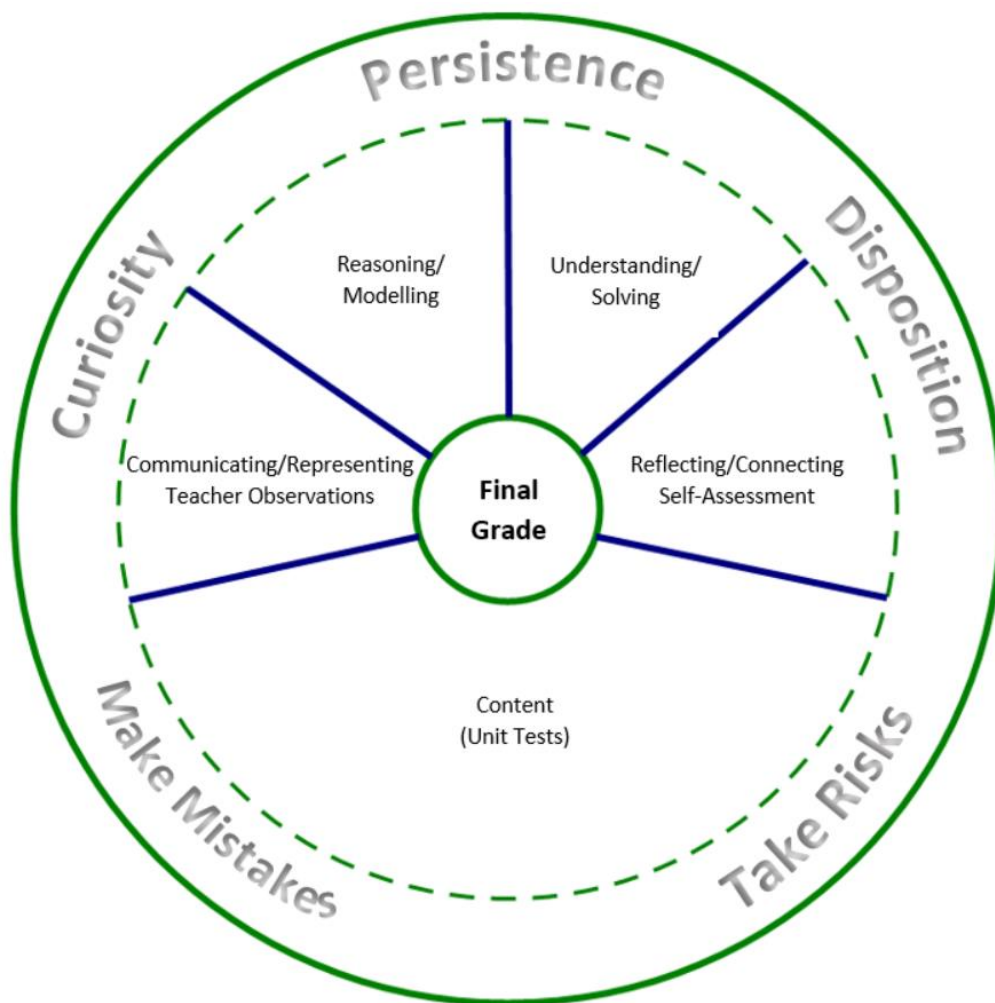 Persistence
Curiosity
Disposition
Reasoning/
Modelling
Understanding/
Solving
Communicating/Representing
Teacher Observations
Final
Grade
Reflecting/Connecting
Self-Assessment
Content
(Unit Tests)
Make Mistakes
Take Risks